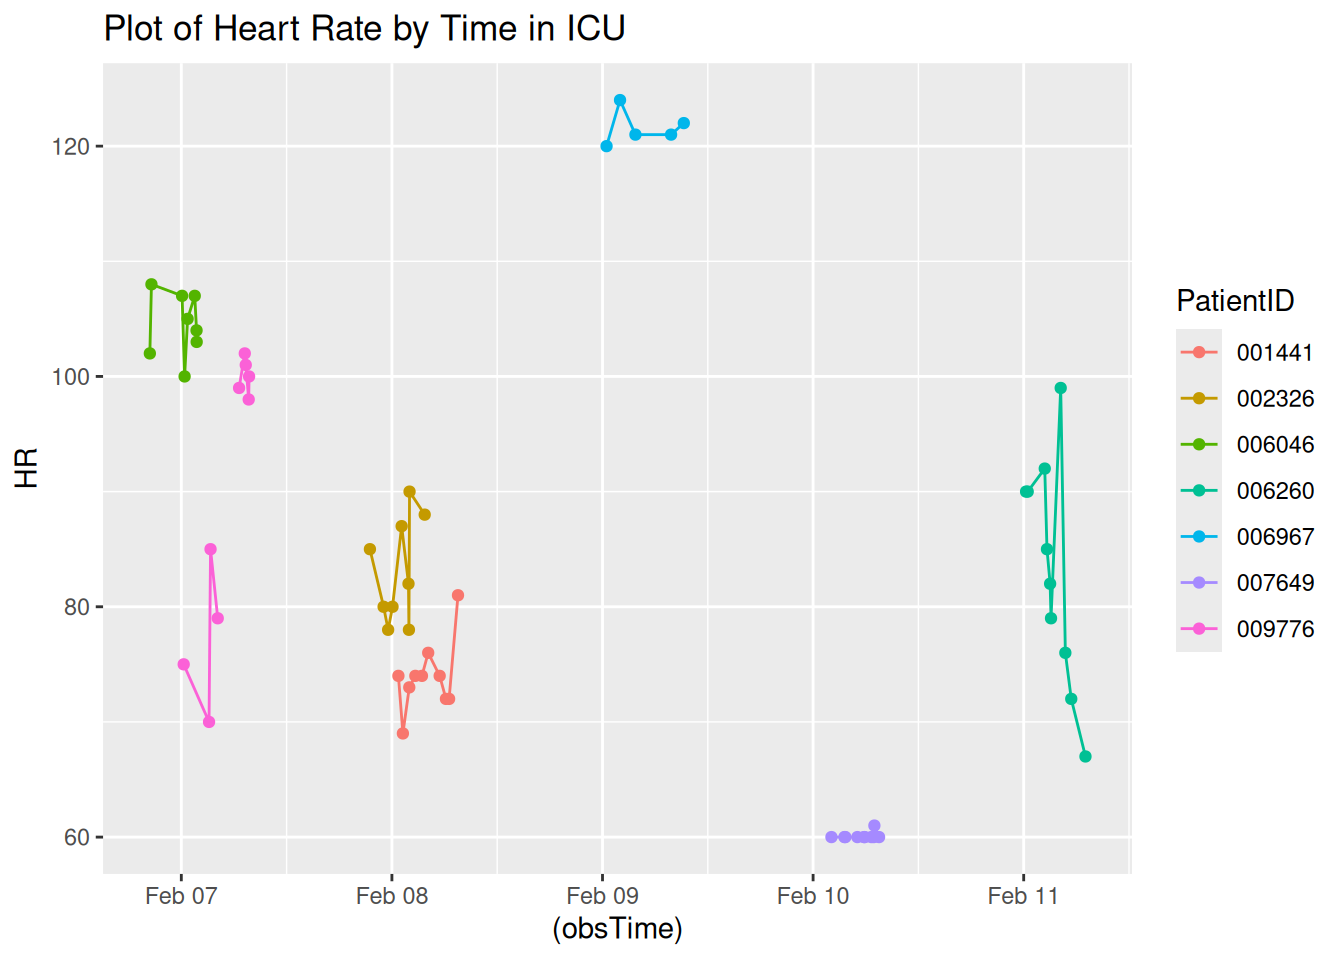 Plot of Heart Rate by Time in ICU
120
100
80
60
HR
Feb 07
Feb 08
Feb 09
Feb 10
Feb 11
(obsTime)
PatientID
001441
002326
006046
006260
006967
007649
009776